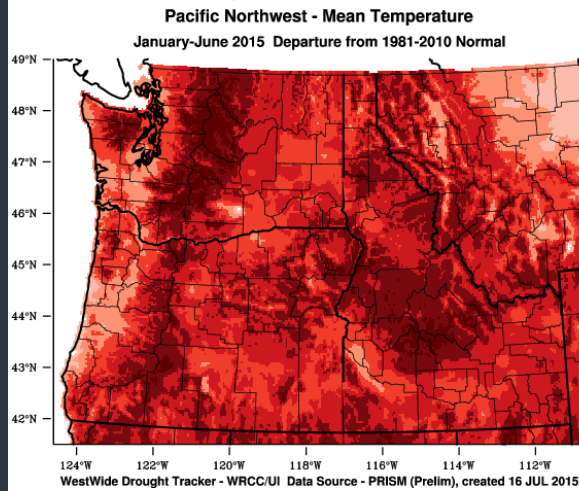 Pacific Northwest - Mean Temperature
January-June 2015 Departure from 1981-2010 Normal
49°N
48°N
47°N
46°N
45°N
44°N
43°N
42°N
124°W 122°W 120°W 118°W 116°W 114°W 112°W
WestWide Drought Tracker - WRCC/UI Data Source - PRISM (Prelim), created 16 JUL 2015